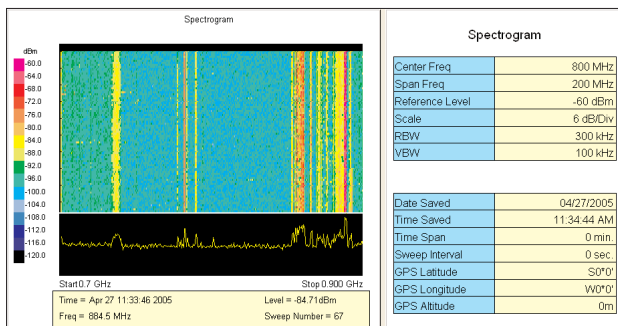 Spectrogram
dBm
-60.0
-64.0
-68.0
-72.0
-76.0
-80.0
-84.0
-88.0
-92.0
-96.0
-100.0
-104.0
-108.0
-112.0
-116.0
-120.0
Start0.7 GHz Stop 0.900 GHz
Time = Apr 27 11:33:46 2005 Level = -84.71dBm
Freq = 884.5 MHz Sweep Number = 67
Spectrogram
Center Freq 800 MHz
Span Freq 200 MHz
Reference Level -60 dBm
Scale 6 dB/Div
RBW 300 kHz
VBW 100 kHz
Date Saved 04/27/2005
Time Saved 11:34:44 AM
Time Span 0 min.
Sweep Interval 0 sec.
GPS Latitude S0°0'
GPS Longitude W0°0'
GPS Altitude 0m